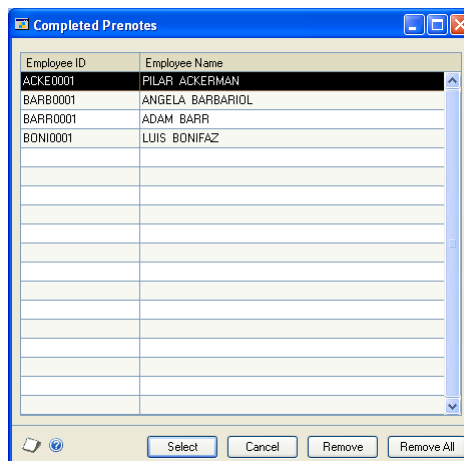 Completed Prenotes
Employee ID Employee Name
ACKE0001 PILAR ACKERMAN
BARB0001 ANGELA BARBARIOL
BARR0001 ADAM BARR
BONI0001 LUIS BONIFAZ
Select Cancel Remove Remove All